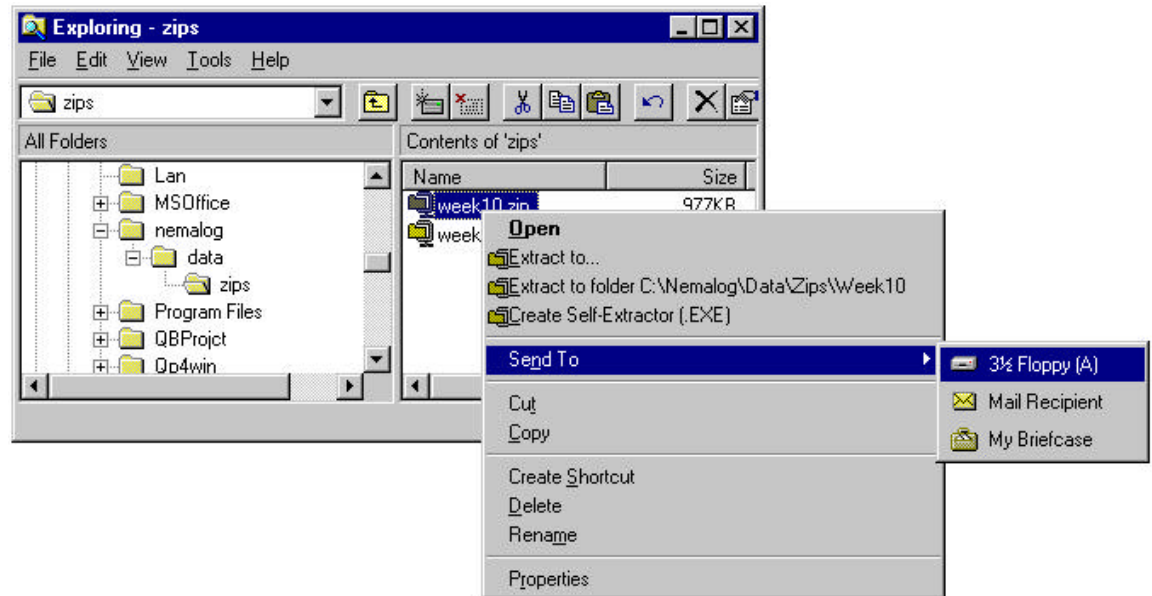 Exploring - zips
File Edit View Tools Help
zips
All Folders
Contents of 'zips'
Name Size
Lan
MSOffice
nemalog
data
zips
Program Files
QBProjct
Qp4win
week10.zip 977KB
week
Open
Extract to...
Extract to folder C:\Nemalog\Data\Zips\Week10
Create Self-Extractor (.EXE)
Send To
Cut
Copy
Create Shortcut
Delete
Rename
Properties
3½ Floppy (A)
Mail Recipient
My Briefcase